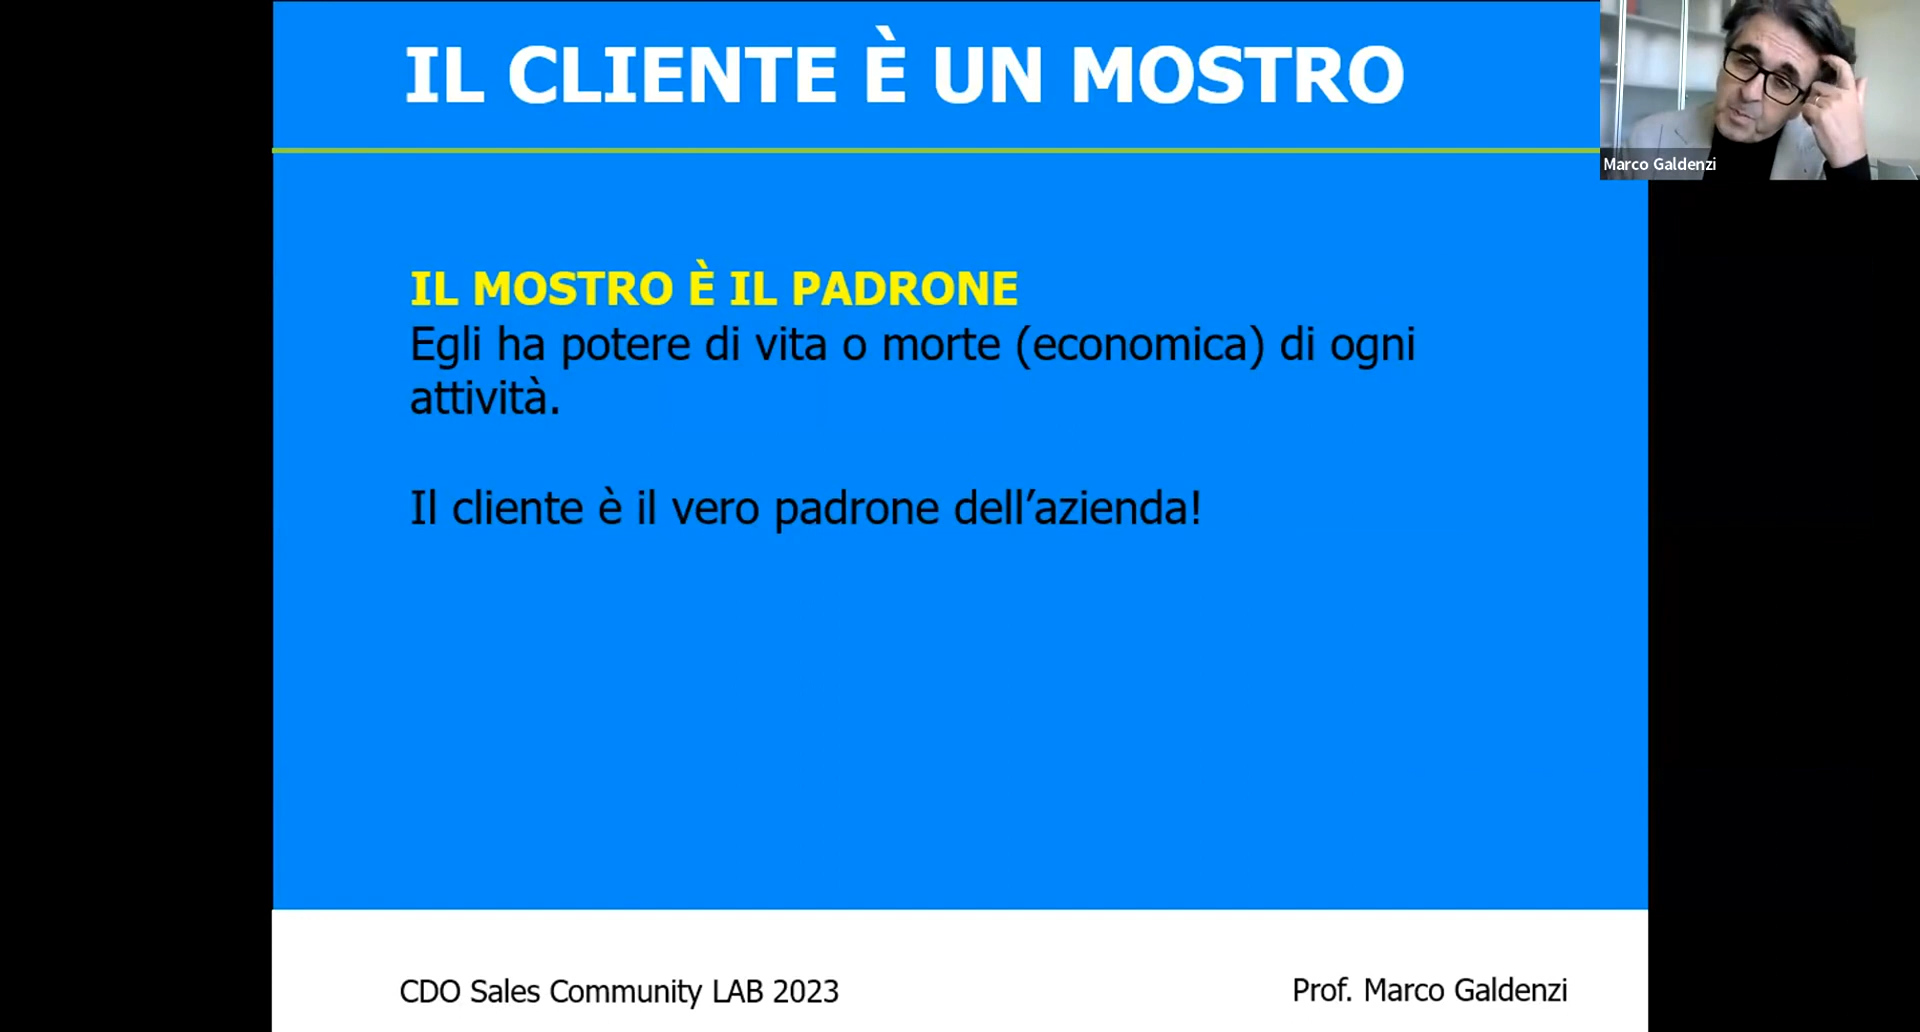 IL CLIENTE È UN MOSTRO
Marco Galdenzi
IL MOSTRO È IL PADRONE
Egli ha potere di vita o morte (economica) di ogni
attività.
Il cliente è il vero padrone dell’azienda!
CDO Sales Community LAB 2023
Prof. Marco Galdenzi